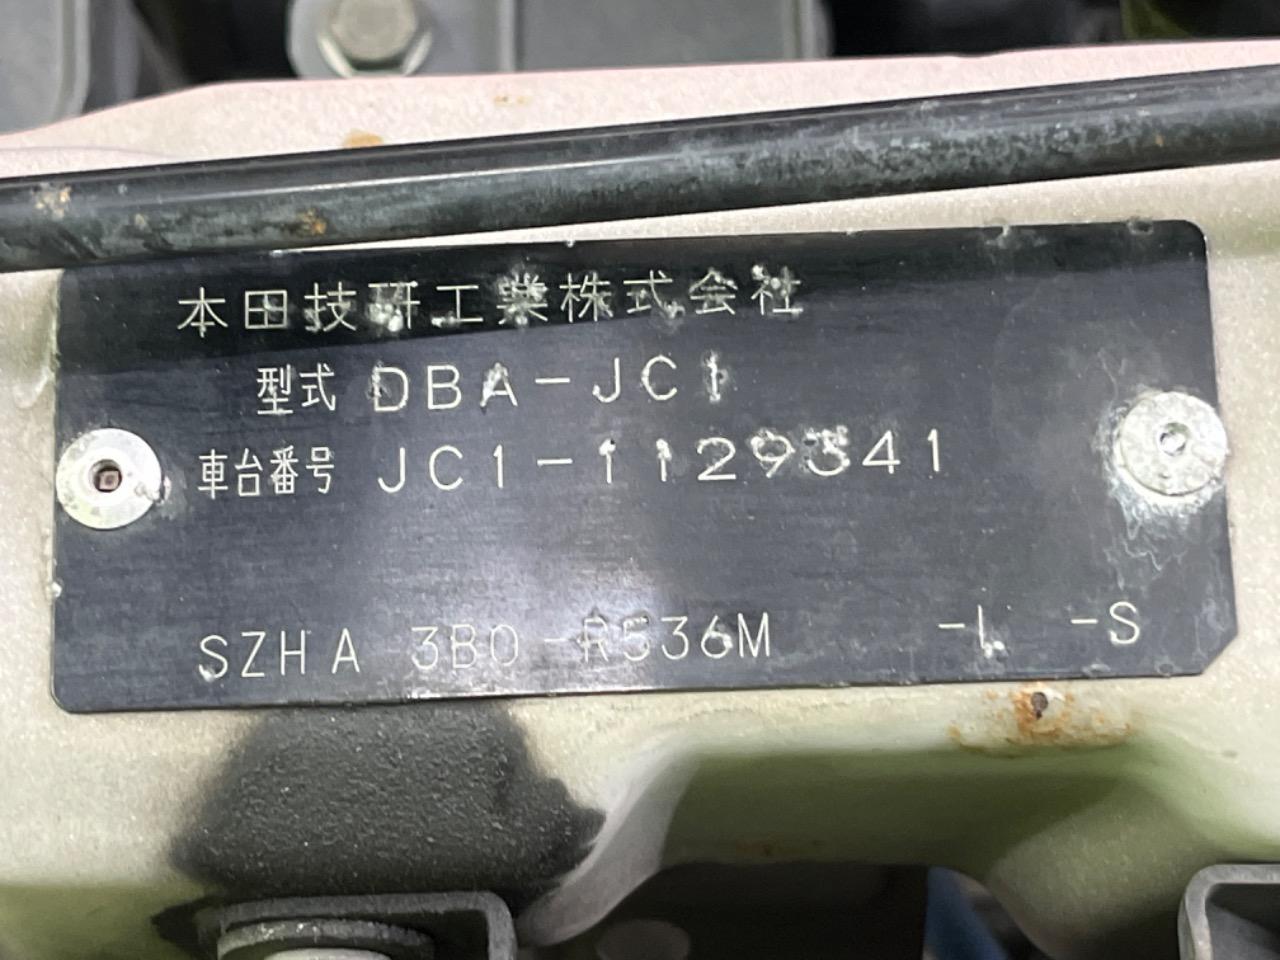 本田技研工業株式会社
型式 DBA-JC1
車台番号 JC1-1129341
SZHA 3B0-R536M -L -S